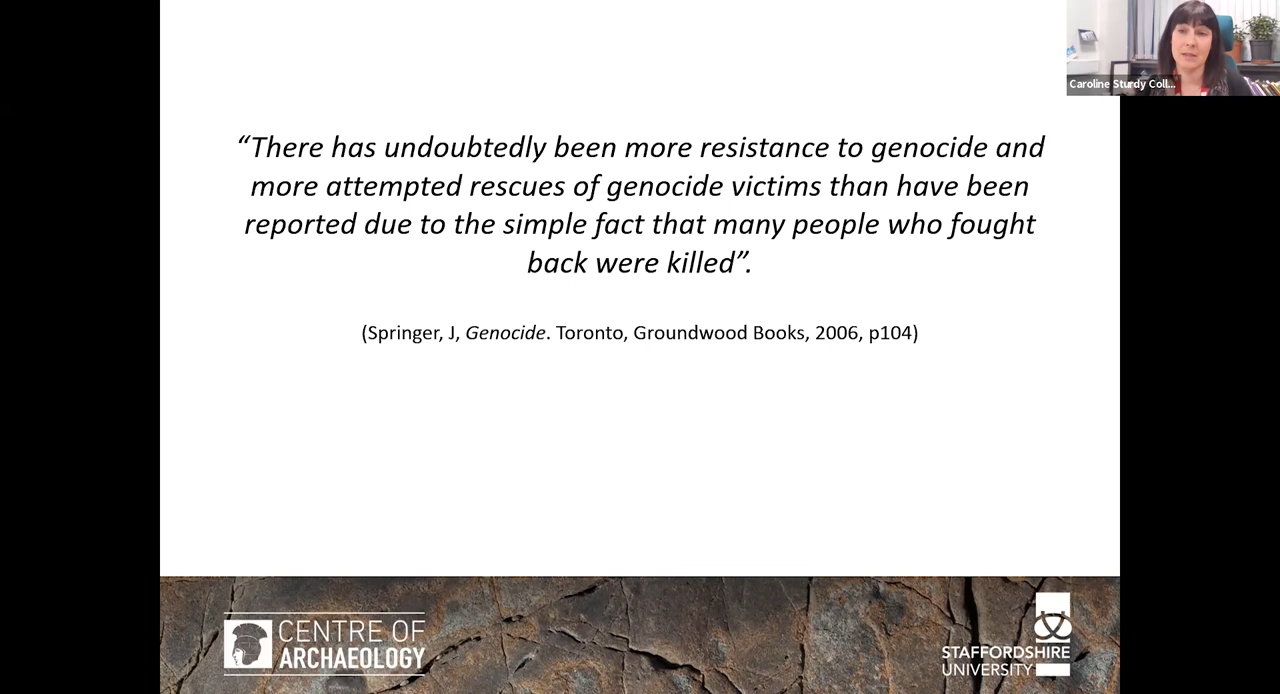 Caroline Sturdy Coll...
“There has undoubtedly been more resistance to genocide and
more attempted rescues of genocide victims than have been
reported due to the simple fact that many people who fought
back were killed”.
(Springer, J, Genocide. Toronto, Groundwood Books, 2006, p104)
CENTRE OF
ARCHAEOLOGY
STAFFORDSHIRE
UNIVERSITY